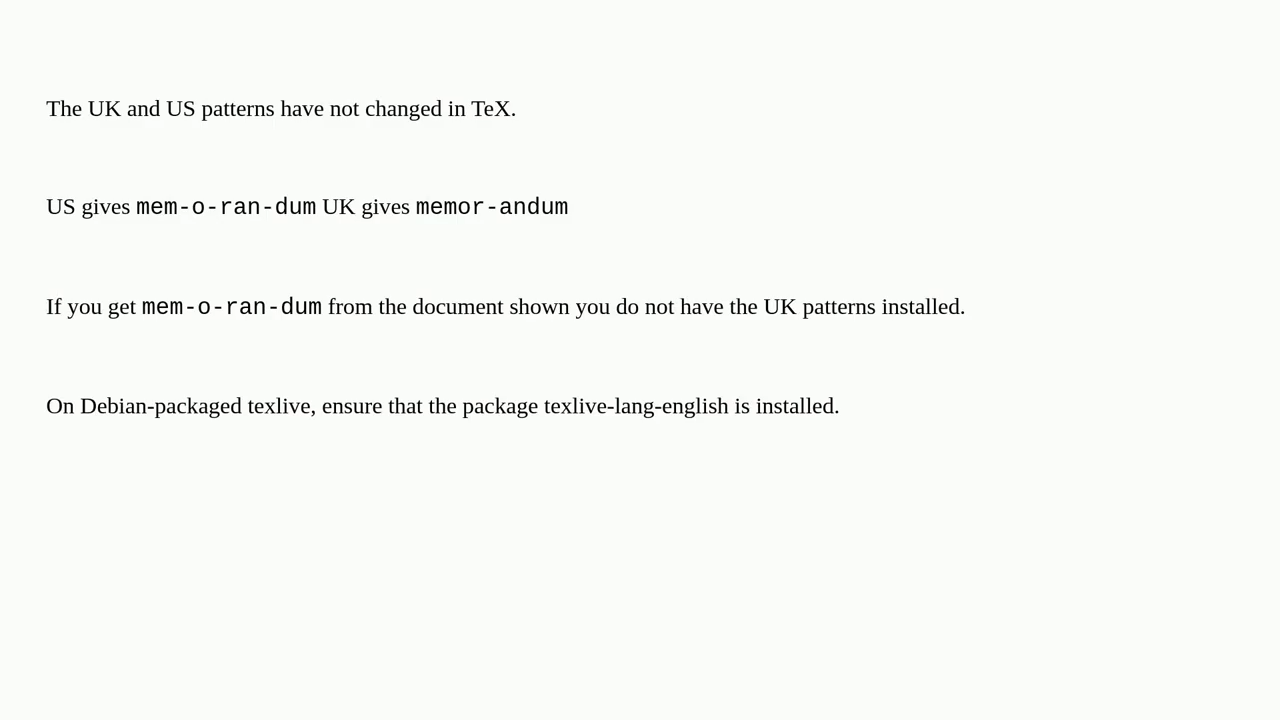 The UK and US patterns have not changed in TeX.
US gives mem-o-ran-dum UK gives memor-andum
If you get mem-o-ran-dum from the document shown you do not have the UK patterns installed.
On Debian-packaged texlive, ensure that the package texlive-lang-english is installed.